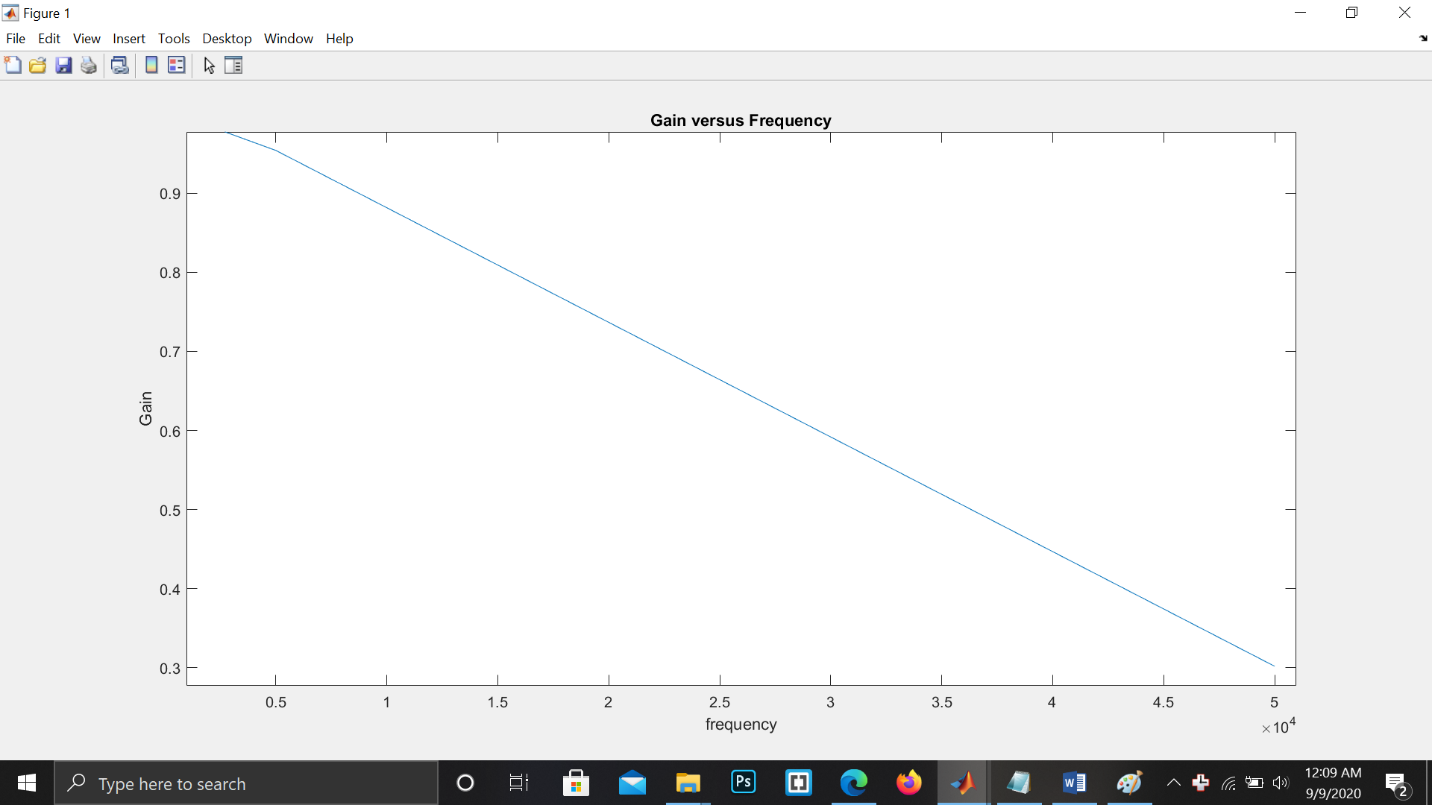 Figure 1
File Edit View Insert Tools Desktop Window Help
Gain versus Frequency
0.9
0.8
0.7
0.6
0.5
0.4
0.3
Gain
0.5 1 1.5 2 2.5 3 3.5 4 4.5 5
frequency
×10⁴
Type here to search
Ps
W
12:09 AM
9/9/2020
2